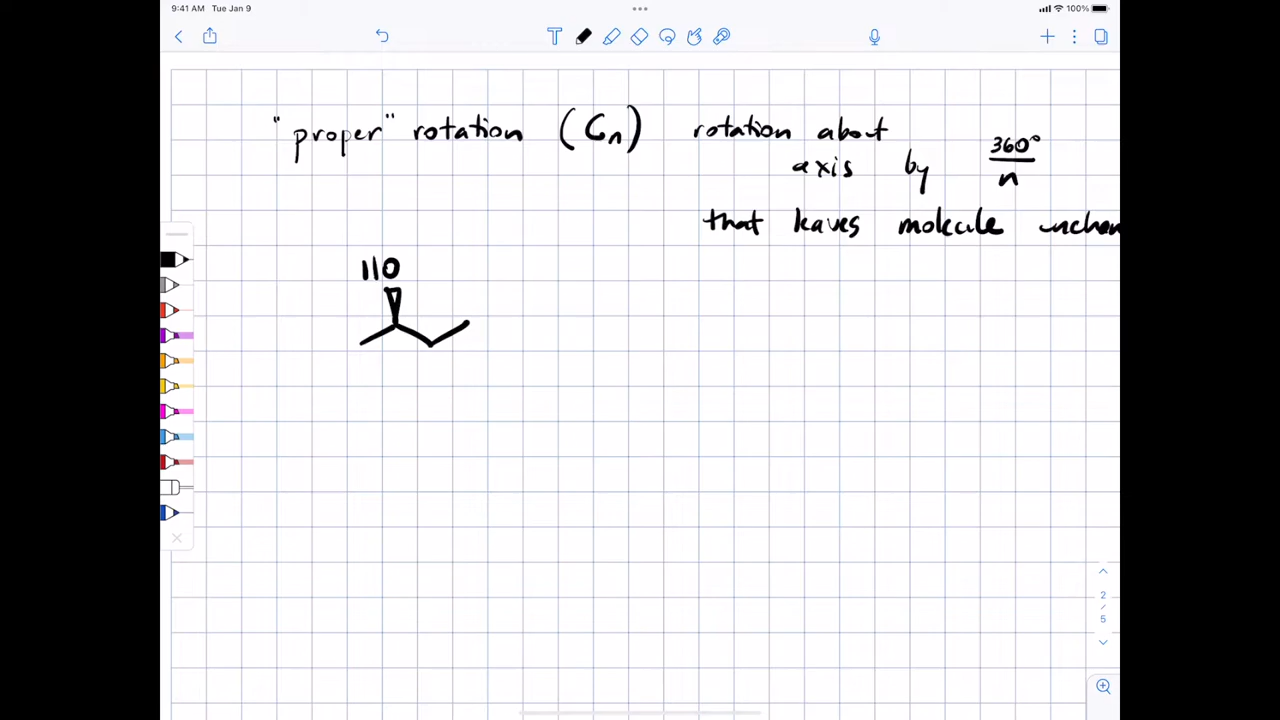 9:41 AM Tue Jan 9
100%
"proper" rotation (Cn) rotation about
axis by 360°/n
that leaves molecule unchan
HO
2
/
5